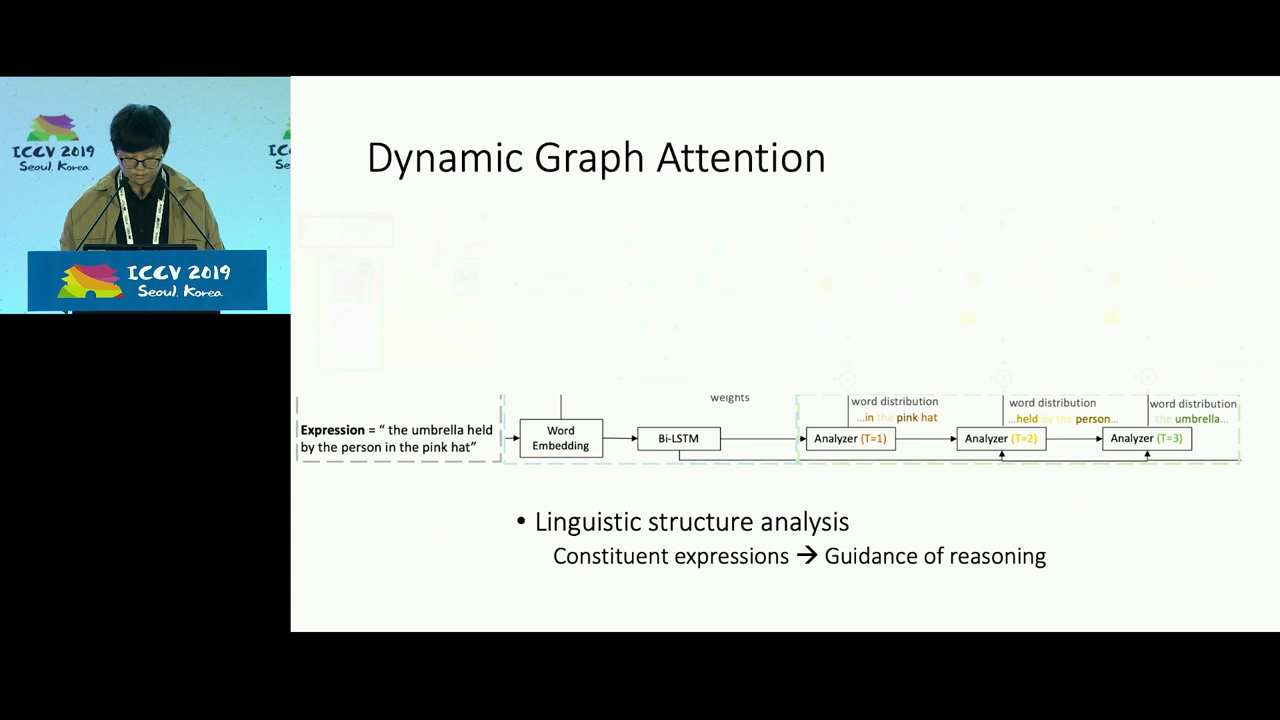 ICCV 2019
Seoul, Korea
IC
Se
ICCV 2019
Seoul, Korea
Dynamic Graph Attention
weights
word distribution
...in the pink hat
word distribution
...held by the person...
word distribution
the umbrella...
Expression = “ the umbrella held
by the person in the pink hat”
Word
Embedding
Bi-LSTM
Analyzer (T=1)
Analyzer (T=2)
Analyzer (T=3)
• Linguistic structure analysis
Constituent expressions → Guidance of reasoning